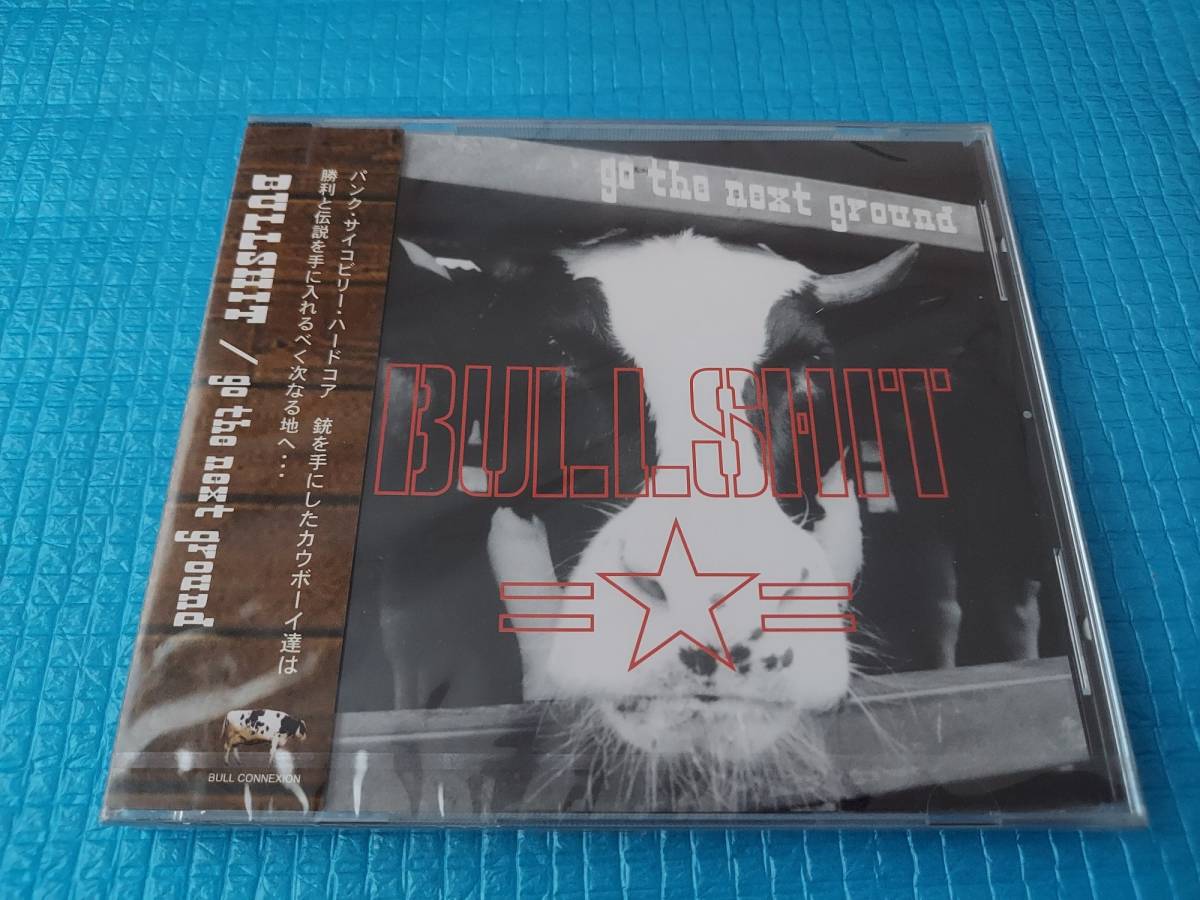 パンク・サイコビリー・ハードコア 銃を手にしたカウボーイ達は
勝利と伝説を手に入れるべく次なる地へ・・・
BULLSHIT / go the next ground
BULL CONNEXION
go the next ground
BULLSHIT